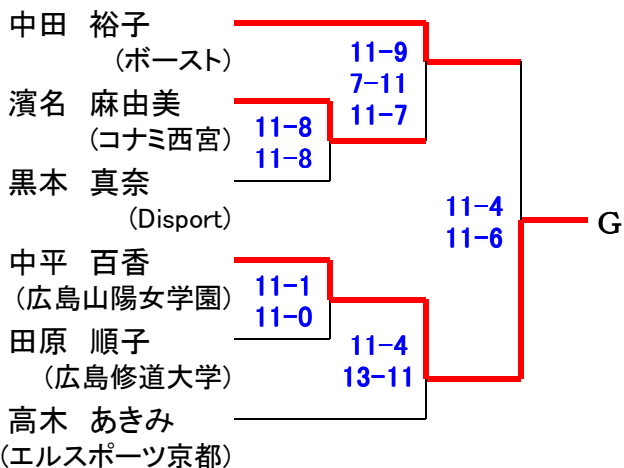 中田 裕子
(ボースト)
濱名 麻由美
(コナミ西宮)
黒本 真奈
(Disport)
中平 百香
(広島山陽女学園)
田原 順子
(広島修道大学)
高木 あきみ
(エルスポーツ京都)
11-8
11-8
11-1
11-0
11-9
7-11
11-7
11-4
13-11
11-4
11-6
G